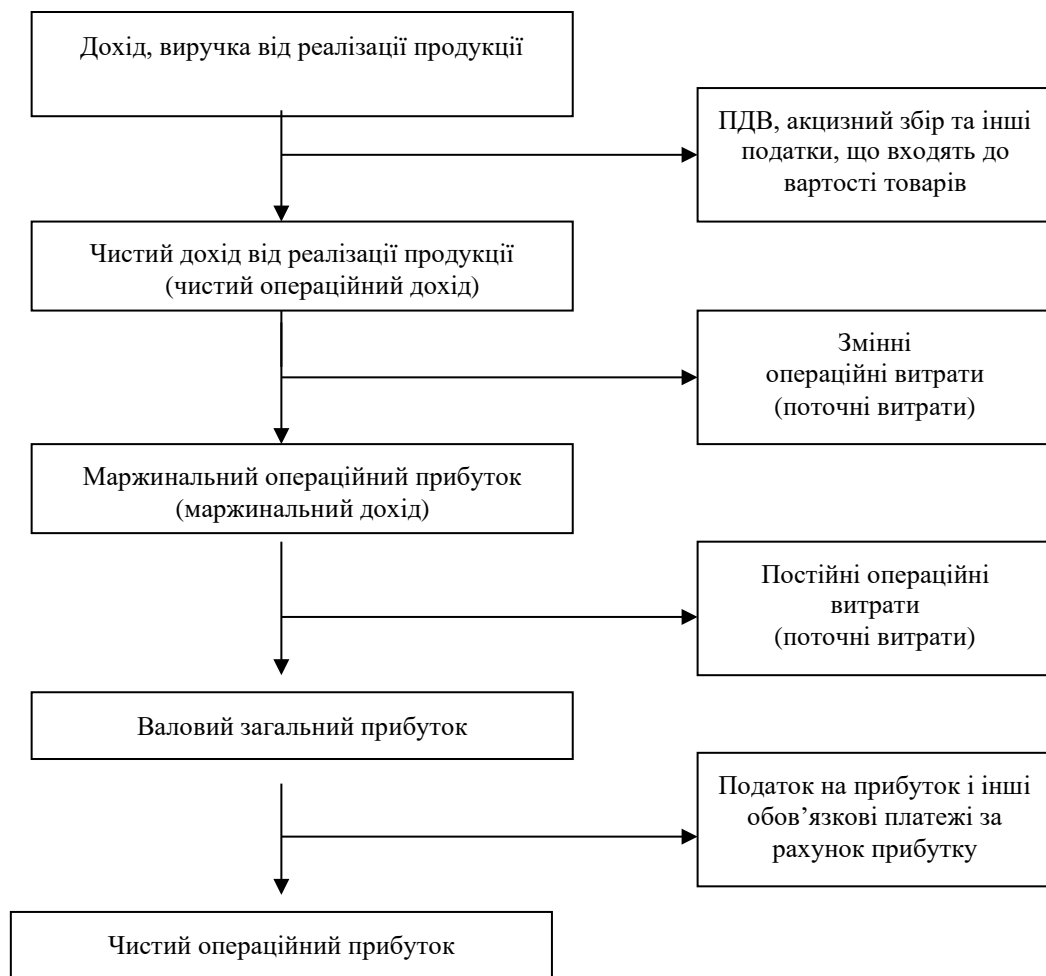 Дохід, виручка від реалізації продукції
ПДВ, акцизний збір та інші
податки, що входять до
вартості товарів
Чистий дохід від реалізації продукції
(чистий операційний дохід)
Змінні
операційні витрати
(поточні витрати)
Маржинальний операційний прибуток
(маржинальний дохід)
Постійні операційні
витрати
(поточні витрати)
Валовий загальний прибуток
Податок на прибуток і інші
обов’язкові платежі за
рахунок прибутку
Чистий операційний прибуток